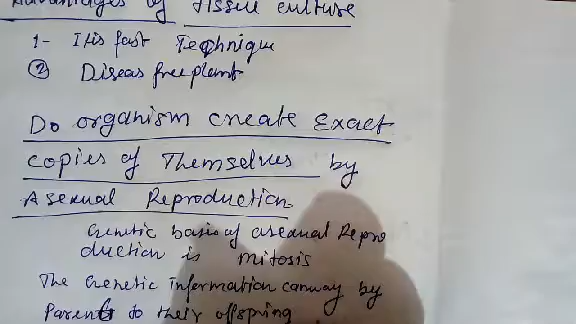 Advantages of tissue culture
1- It is fast Technique
② Diseas free plant
Do organism create Exact
copies of Themselves by
Asexual Reproduction
Genetic basis of asexual Repro
duction is mitosis
The Genetic information by
Parent to their offspring